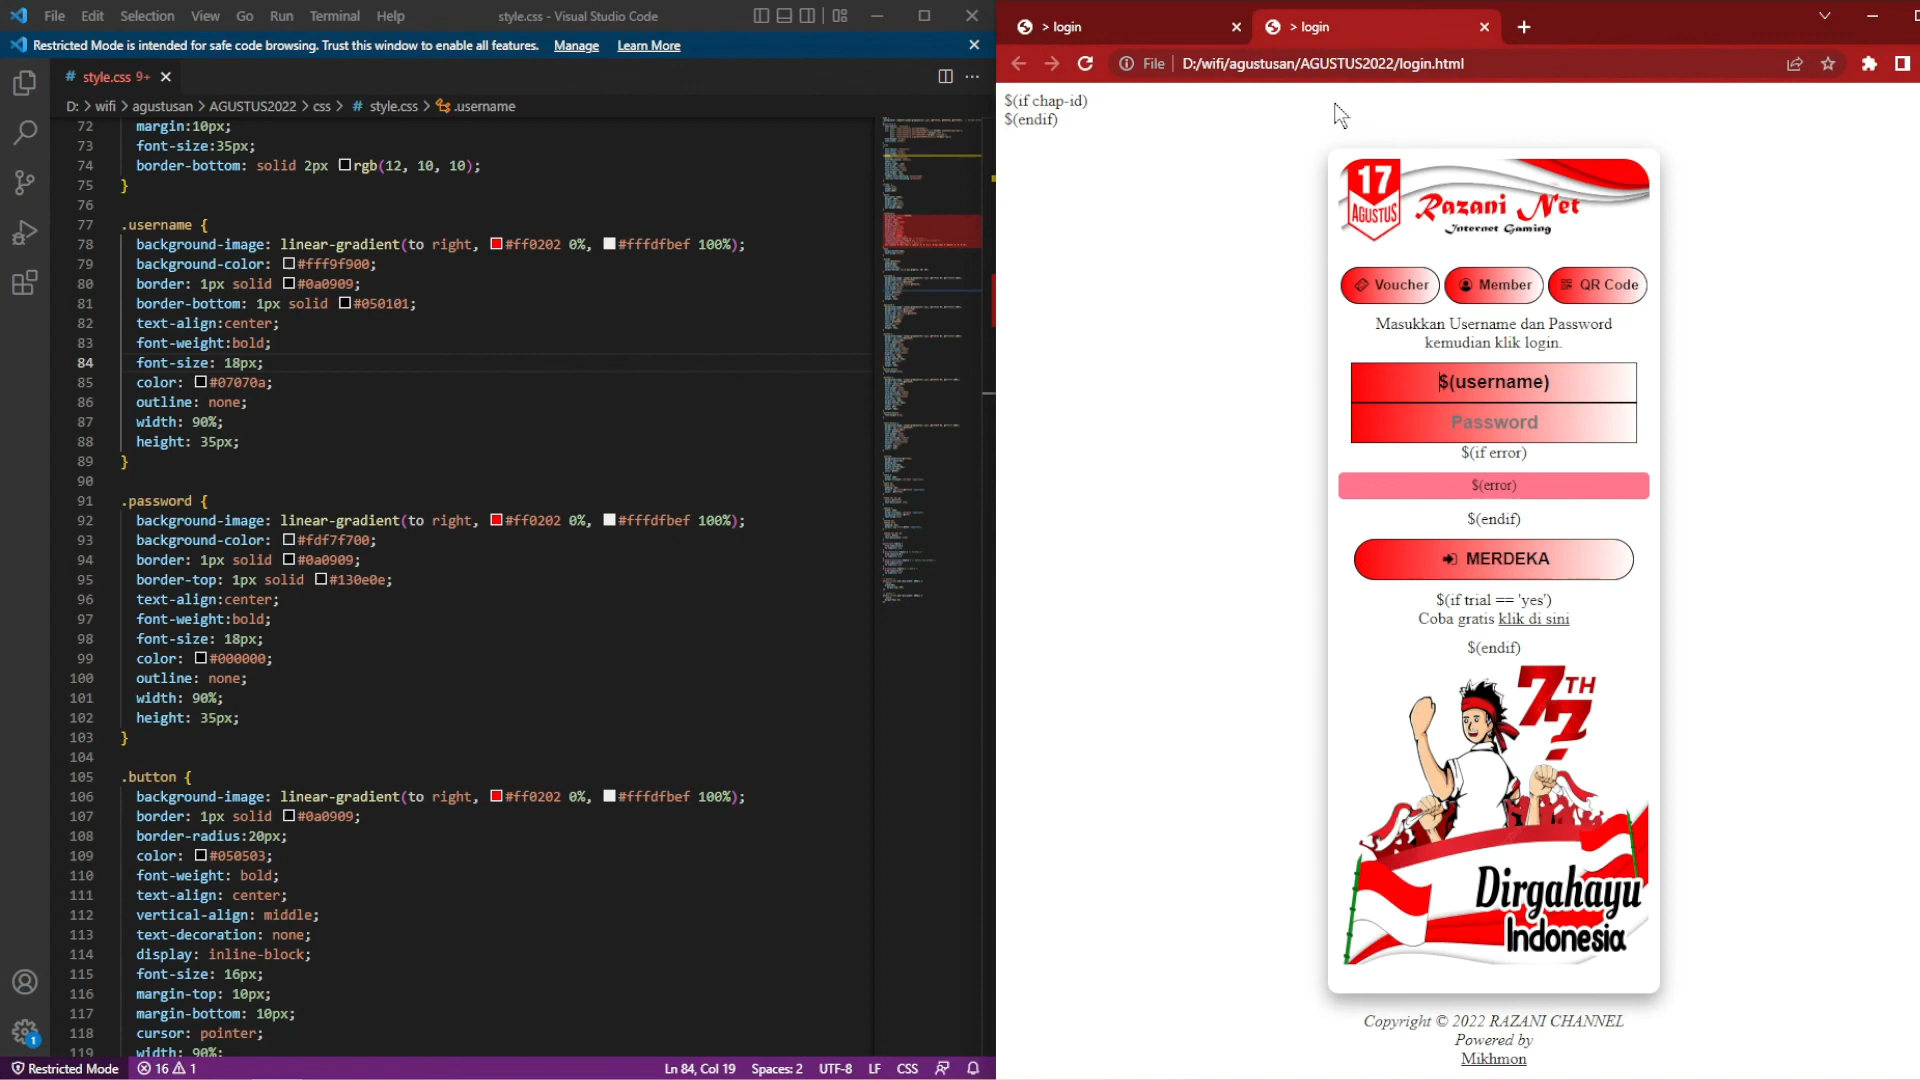 File Edit Selection View Go Run Terminal Help style.css - Visual Studio Code
Restricted Mode is intended for safe code browsing. Trust this window to enable all features. Manage Learn More
# style.css 9+
D: > wifi > agustusan > AGUSTUS2022 > css > # style.css > .username
72 margin:10px;
73 font-size:35px;
74 border-bottom: solid 2px rgb(12, 10, 10);
75 }
76
77 .username {
78 background-image: linear-gradient(to right, #ff0202 0%, #fffdfbef 100%);
79 background-color: #fff9f900;
80 border: 1px solid #0a0909;
81 border-bottom: 1px solid #050101;
82 text-align:center;
83 font-weight:bold;
84 font-size: 18px;
85 color: #07070a;
86 outline: none;
87 width: 90%;
88 height: 35px;
89 }
90
91 .password {
92 background-image: linear-gradient(to right, #ff0202 0%, #fffdfbef 100%);
93 background-color: #fdf7f700;
94 border: 1px solid #0a0909;
95 border-top: 1px solid #130e0e;
96 text-align:center;
97 font-weight:bold;
98 font-size: 18px;
99 color: #000000;
100 outline: none;
101 width: 90%;
102 height: 35px;
103 }
104
105 .button {
106 background-image: linear-gradient(to right, #ff0202 0%, #fffdfbef 100%);
107 border: 1px solid #0a0909;
108 border-radius:20px;
109 color: #050503;
110 font-weight: bold;
111 text-align: center;
112 vertical-align: middle;
113 text-decoration: none;
114 display: inline-block;
115 font-size: 16px;
116 margin-top: 10px;
117 margin-bottom: 10px;
118 cursor: pointer;
119 width: 90%;
1
Restricted Mode 16 1 Ln 84, Col 19 Spaces: 2 UTF-8 LF CSS
> login > login
File D:/wifi/agustusan/AGUSTUS2022/login.html
$(if chap-id)
$(endif)
17
AGUSTUS
Razani Net
Internet Gaming
Voucher Member QR Code
Masukkan Username dan Password
kemudian klik login.
$(username)
Password
$(if error)
$(error)
$(endif)
MERDEKA
$(if trial == 'yes')
Coba gratis klik di sini
$(endif)
77TH
Dirgahayu
Indonesia
Copyright © 2022 RAZANI CHANNEL
Powered by
Mikhmon